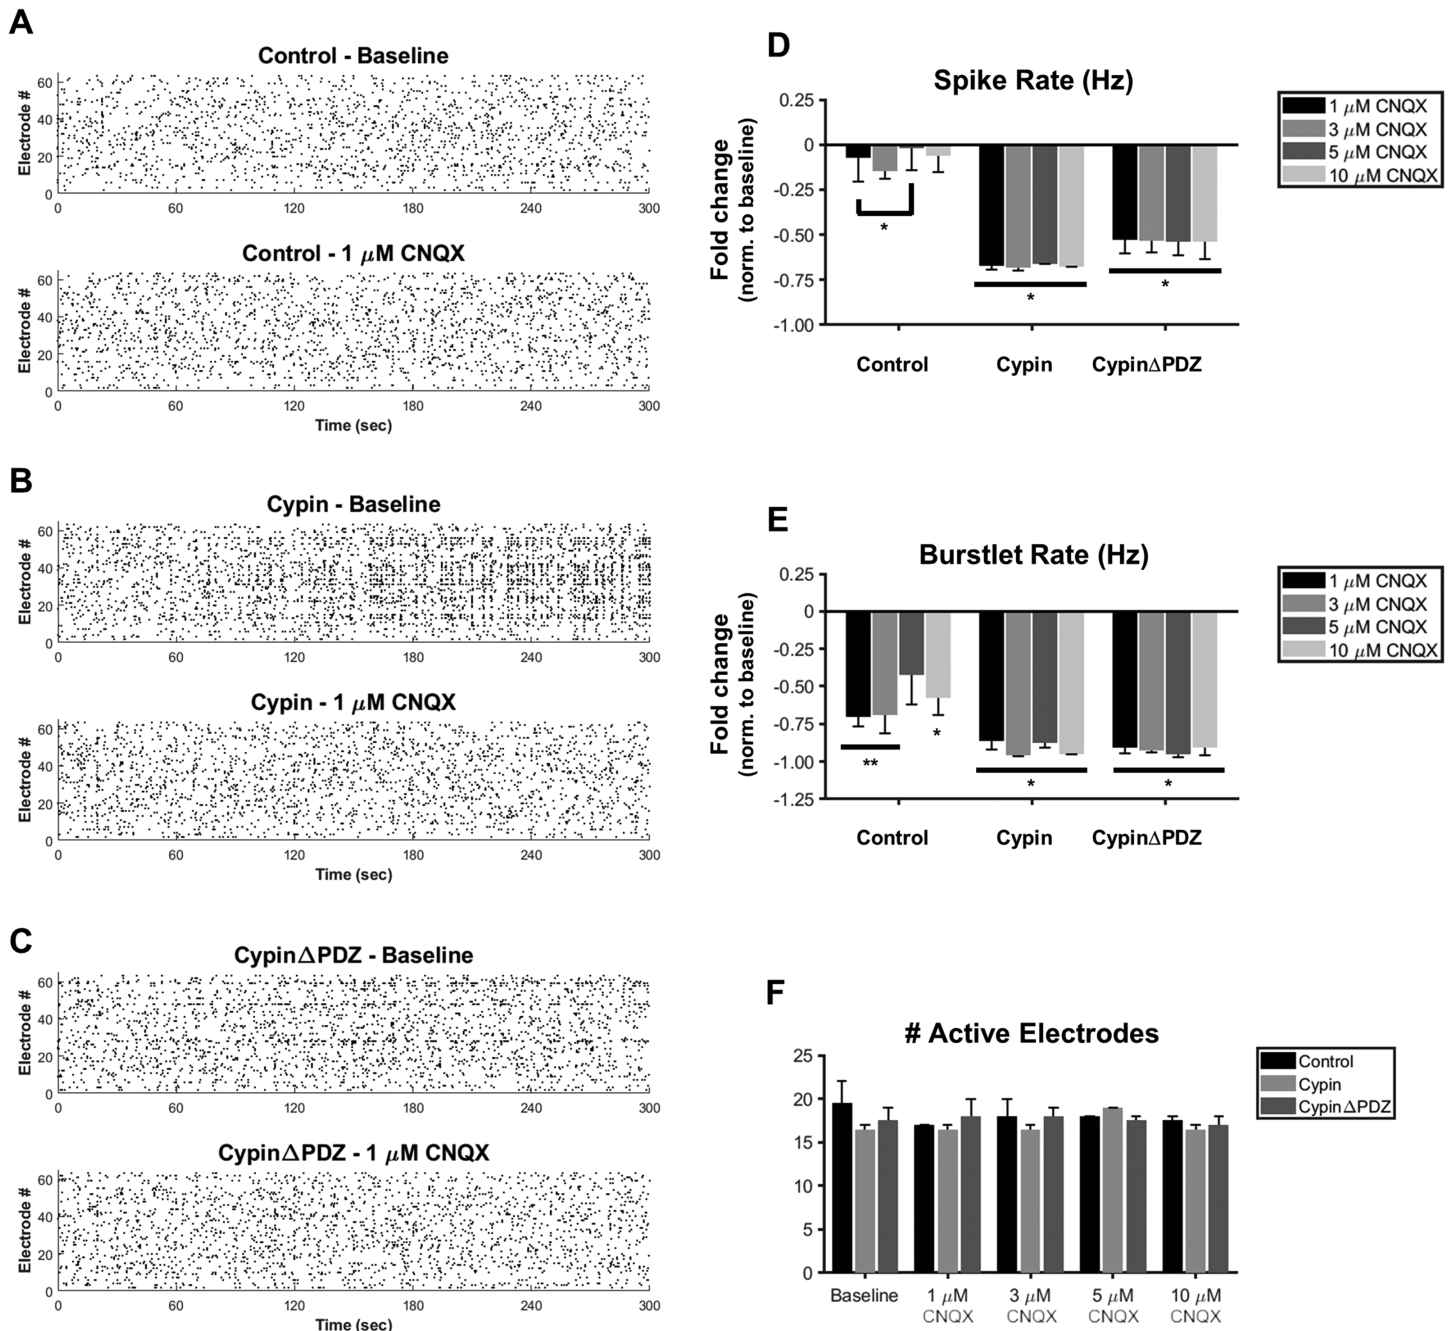 A
Control - Baseline
Electrode #
60
40
20
0
0 60 120 180 240 300
Control - 1 μM CNQX
Electrode #
60
40
20
0
0 60 120 180 240 300
Time (sec)
B
Cypin - Baseline
Electrode #
60
40
20
0
0 60 120 180 240 300
Cypin - 1 μM CNQX
Electrode #
60
40
20
0
0 60 120 180 240 300
Time (sec)
C
CypinΔPDZ - Baseline
Electrode #
60
40
20
0
0 60 120 180 240 300
CypinΔPDZ - 1 μM CNQX
Electrode #
60
40
20
0
0 60 120 180 240 300
Time (sec)
D
Spike Rate (Hz)
Fold change
(norm. to baseline)
0.25
0
-0.25
-0.50
-0.75
-1.00
*
*
*
Control Cypin CypinΔPDZ
1 μM CNQX
3 μM CNQX
5 μM CNQX
10 μM CNQX
E
Burstlet Rate (Hz)
Fold change
(norm. to baseline)
0.25
0
-0.25
-0.50
-0.75
-1.00
-1.25
*
**
*
*
Control Cypin CypinΔPDZ
1 μM CNQX
3 μM CNQX
5 μM CNQX
10 μM CNQX
F
# Active Electrodes
25
20
15
10
5
0
Baseline 1 μM 3 μM 5 μM 10 μM
CNQX CNQX CNQX CNQX
Control
Cypin
CypinΔPDZ